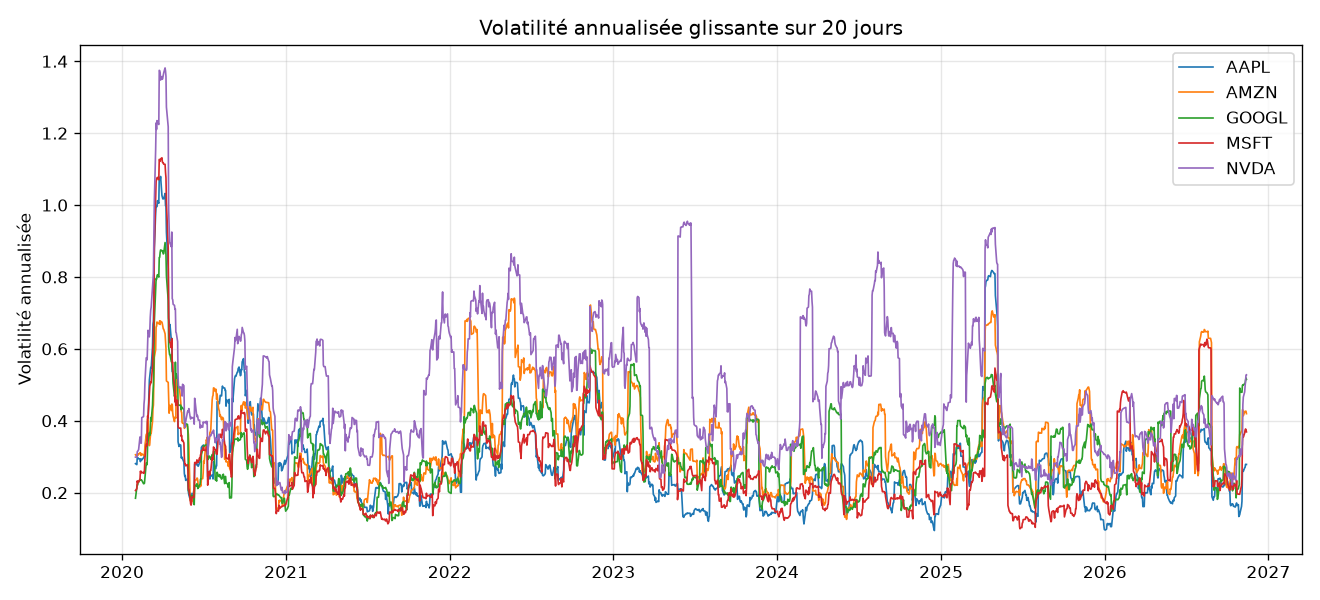 Volatilité annualisée glissante sur 20 jours
Volatilité annualisée
1.4
1.2
1.0
0.8
0.6
0.4
0.2
2020 2021 2022 2023 2024 2025 2026 2027
AAPL
AMZN
GOOGL
MSFT
NVDA